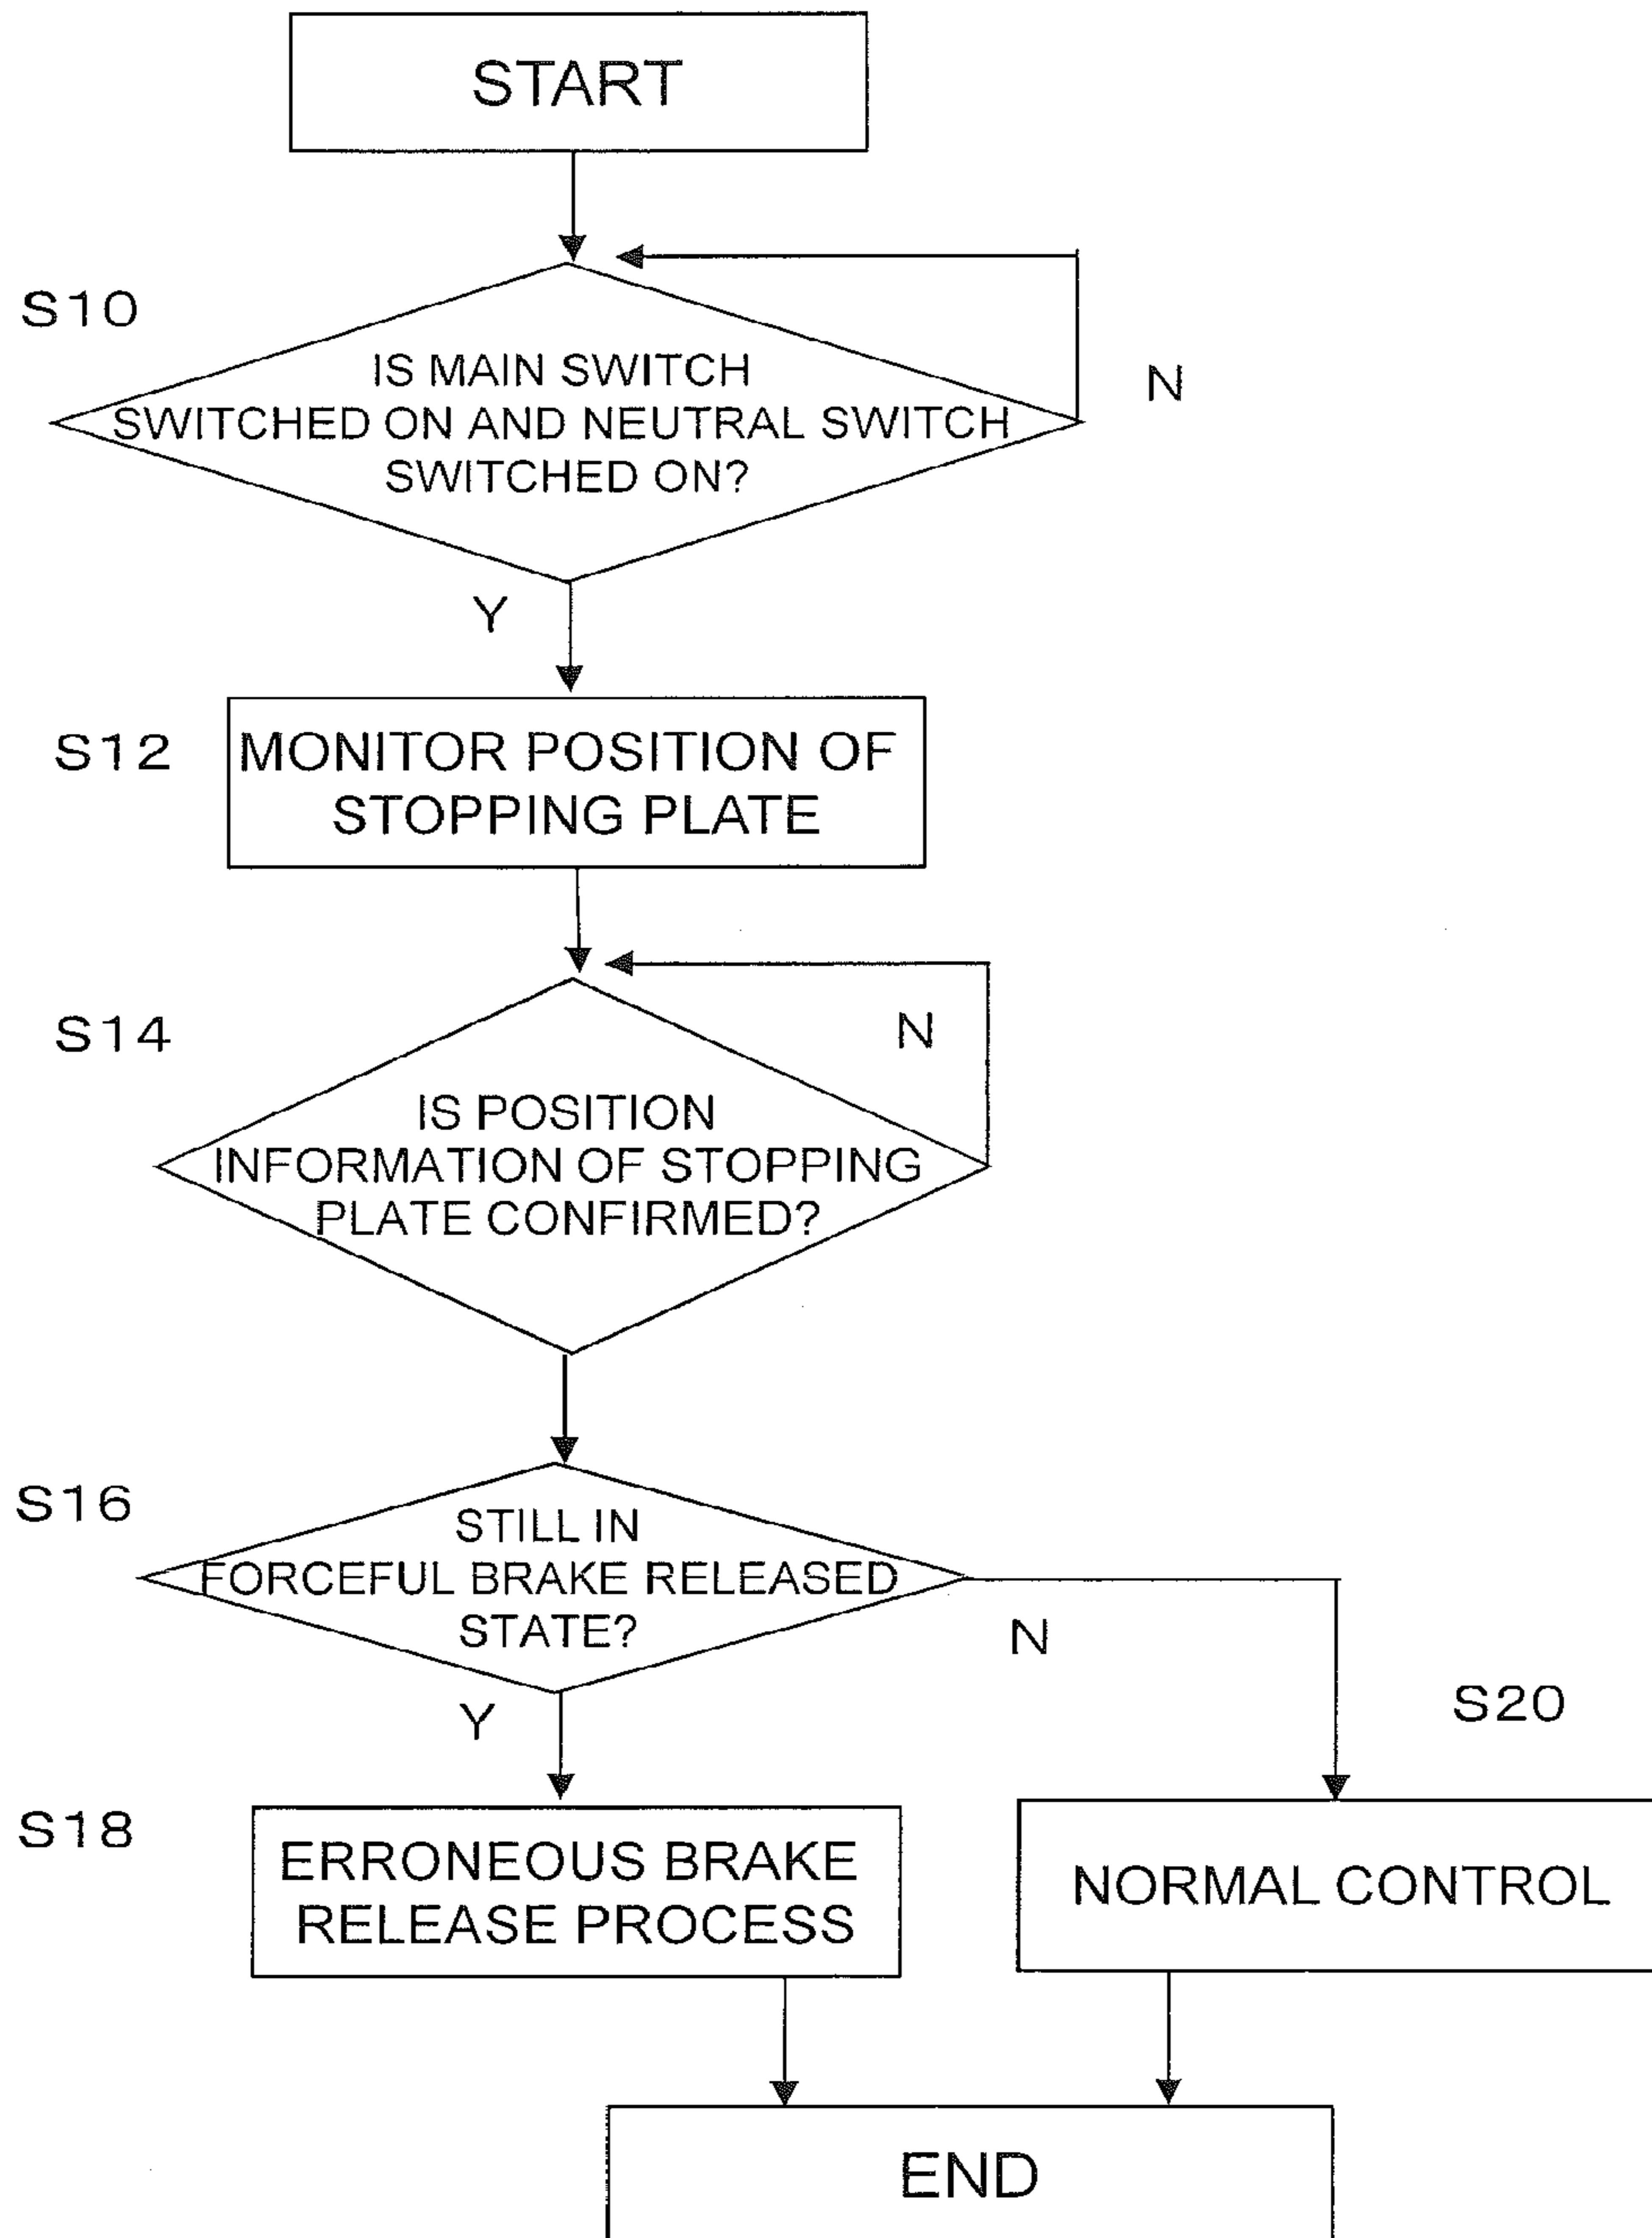 START
S10
IS MAIN SWITCH
SWITCHED ON AND NEUTRAL SWITCH
SWITCHED ON?
N
Y
S12
MONITOR POSITION OF
STOPPING PLATE
S14
N
IS POSITION
INFORMATION OF STOPPING
PLATE CONFIRMED?
S16
STILL IN
FORCEFUL BRAKE RELEASED
STATE?
N
Y
S20
S18
ERRONEOUS BRAKE
RELEASE PROCESS
NORMAL CONTROL
END